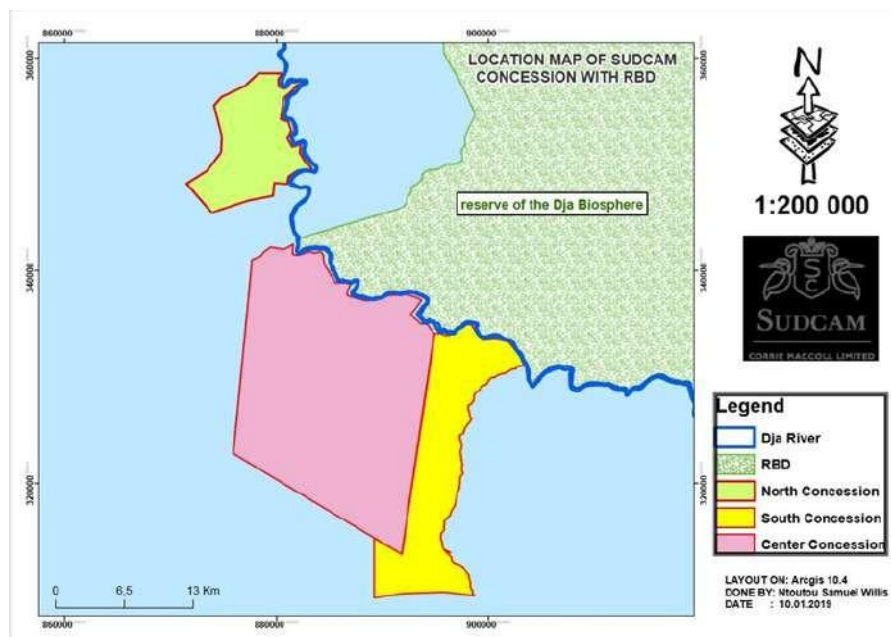 860000
880000
900000
360000
360000
LOCATION MAP OF SUDCAM
CONCESSION WITH RBD
N
reserve of the Dja Biosphere
1:200 000
340000
340000
S
C
SUDCAM
CORRIE MACCOLL LIMITED
Legend
Dja River
RBD
North Concession
South Concession
Center Concession
320000
320000
0 6,5 13 Km
LAYOUT ON: Arcgis 10.4
DONE BY: Ntoutou Samuel Willis
DATE : 10.01.2019
860000
880000
900000